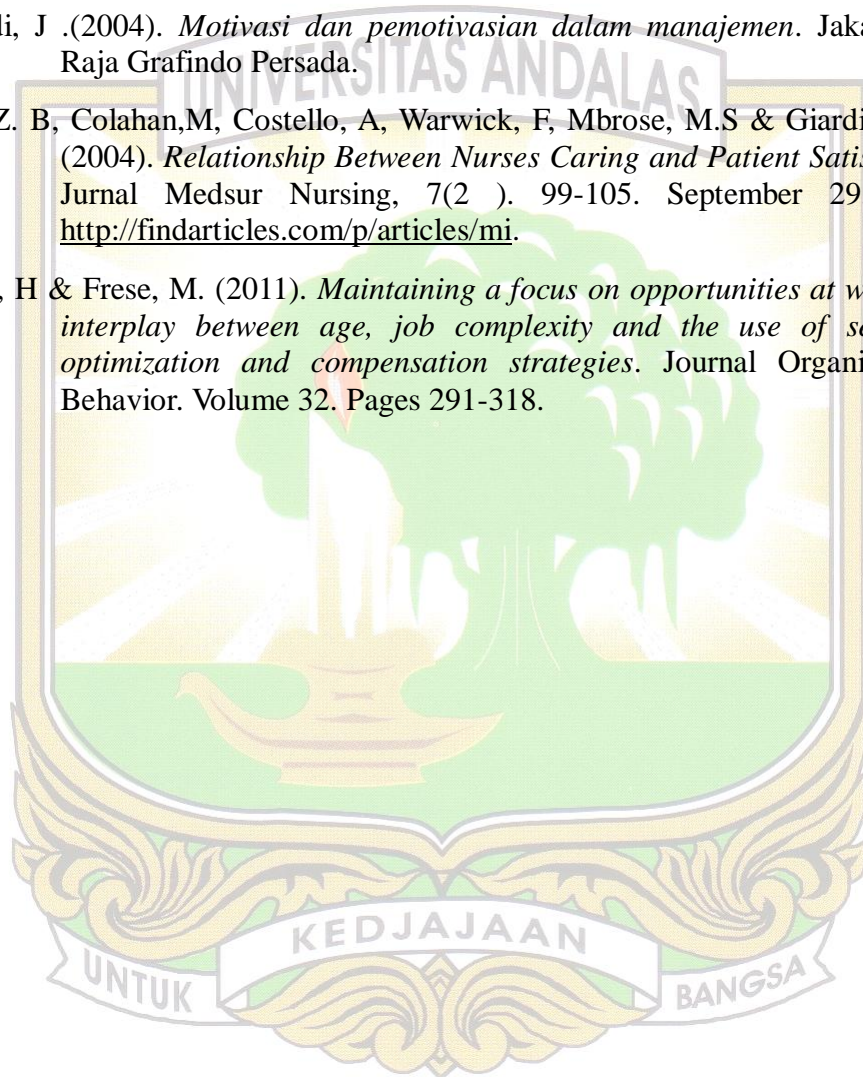 di, J .(2004). Motivasi dan pemotivasian dalam manajemen. Jaka
Raja Grafindo Persada.
Z. B, Colahan,M, Costello, A, Warwick, F, Mbrose, M.S & Giardi
(2004). Relationship Between Nurses Caring and Patient Satis
Jurnal Medsur Nursing, 7(2 ). 99-105. September 29
http://findarticles.com/p/articles/mi.
, H & Frese, M. (2011). Maintaining a focus on opportunities at w
interplay between age, job complexity and the use of se
optimization and compensation strategies. Journal Organi
Behavior. Volume 32. Pages 291-318.
UNIVERSITAS ANDALAS
KEDJAJAAN
UNTUK
BANGSA